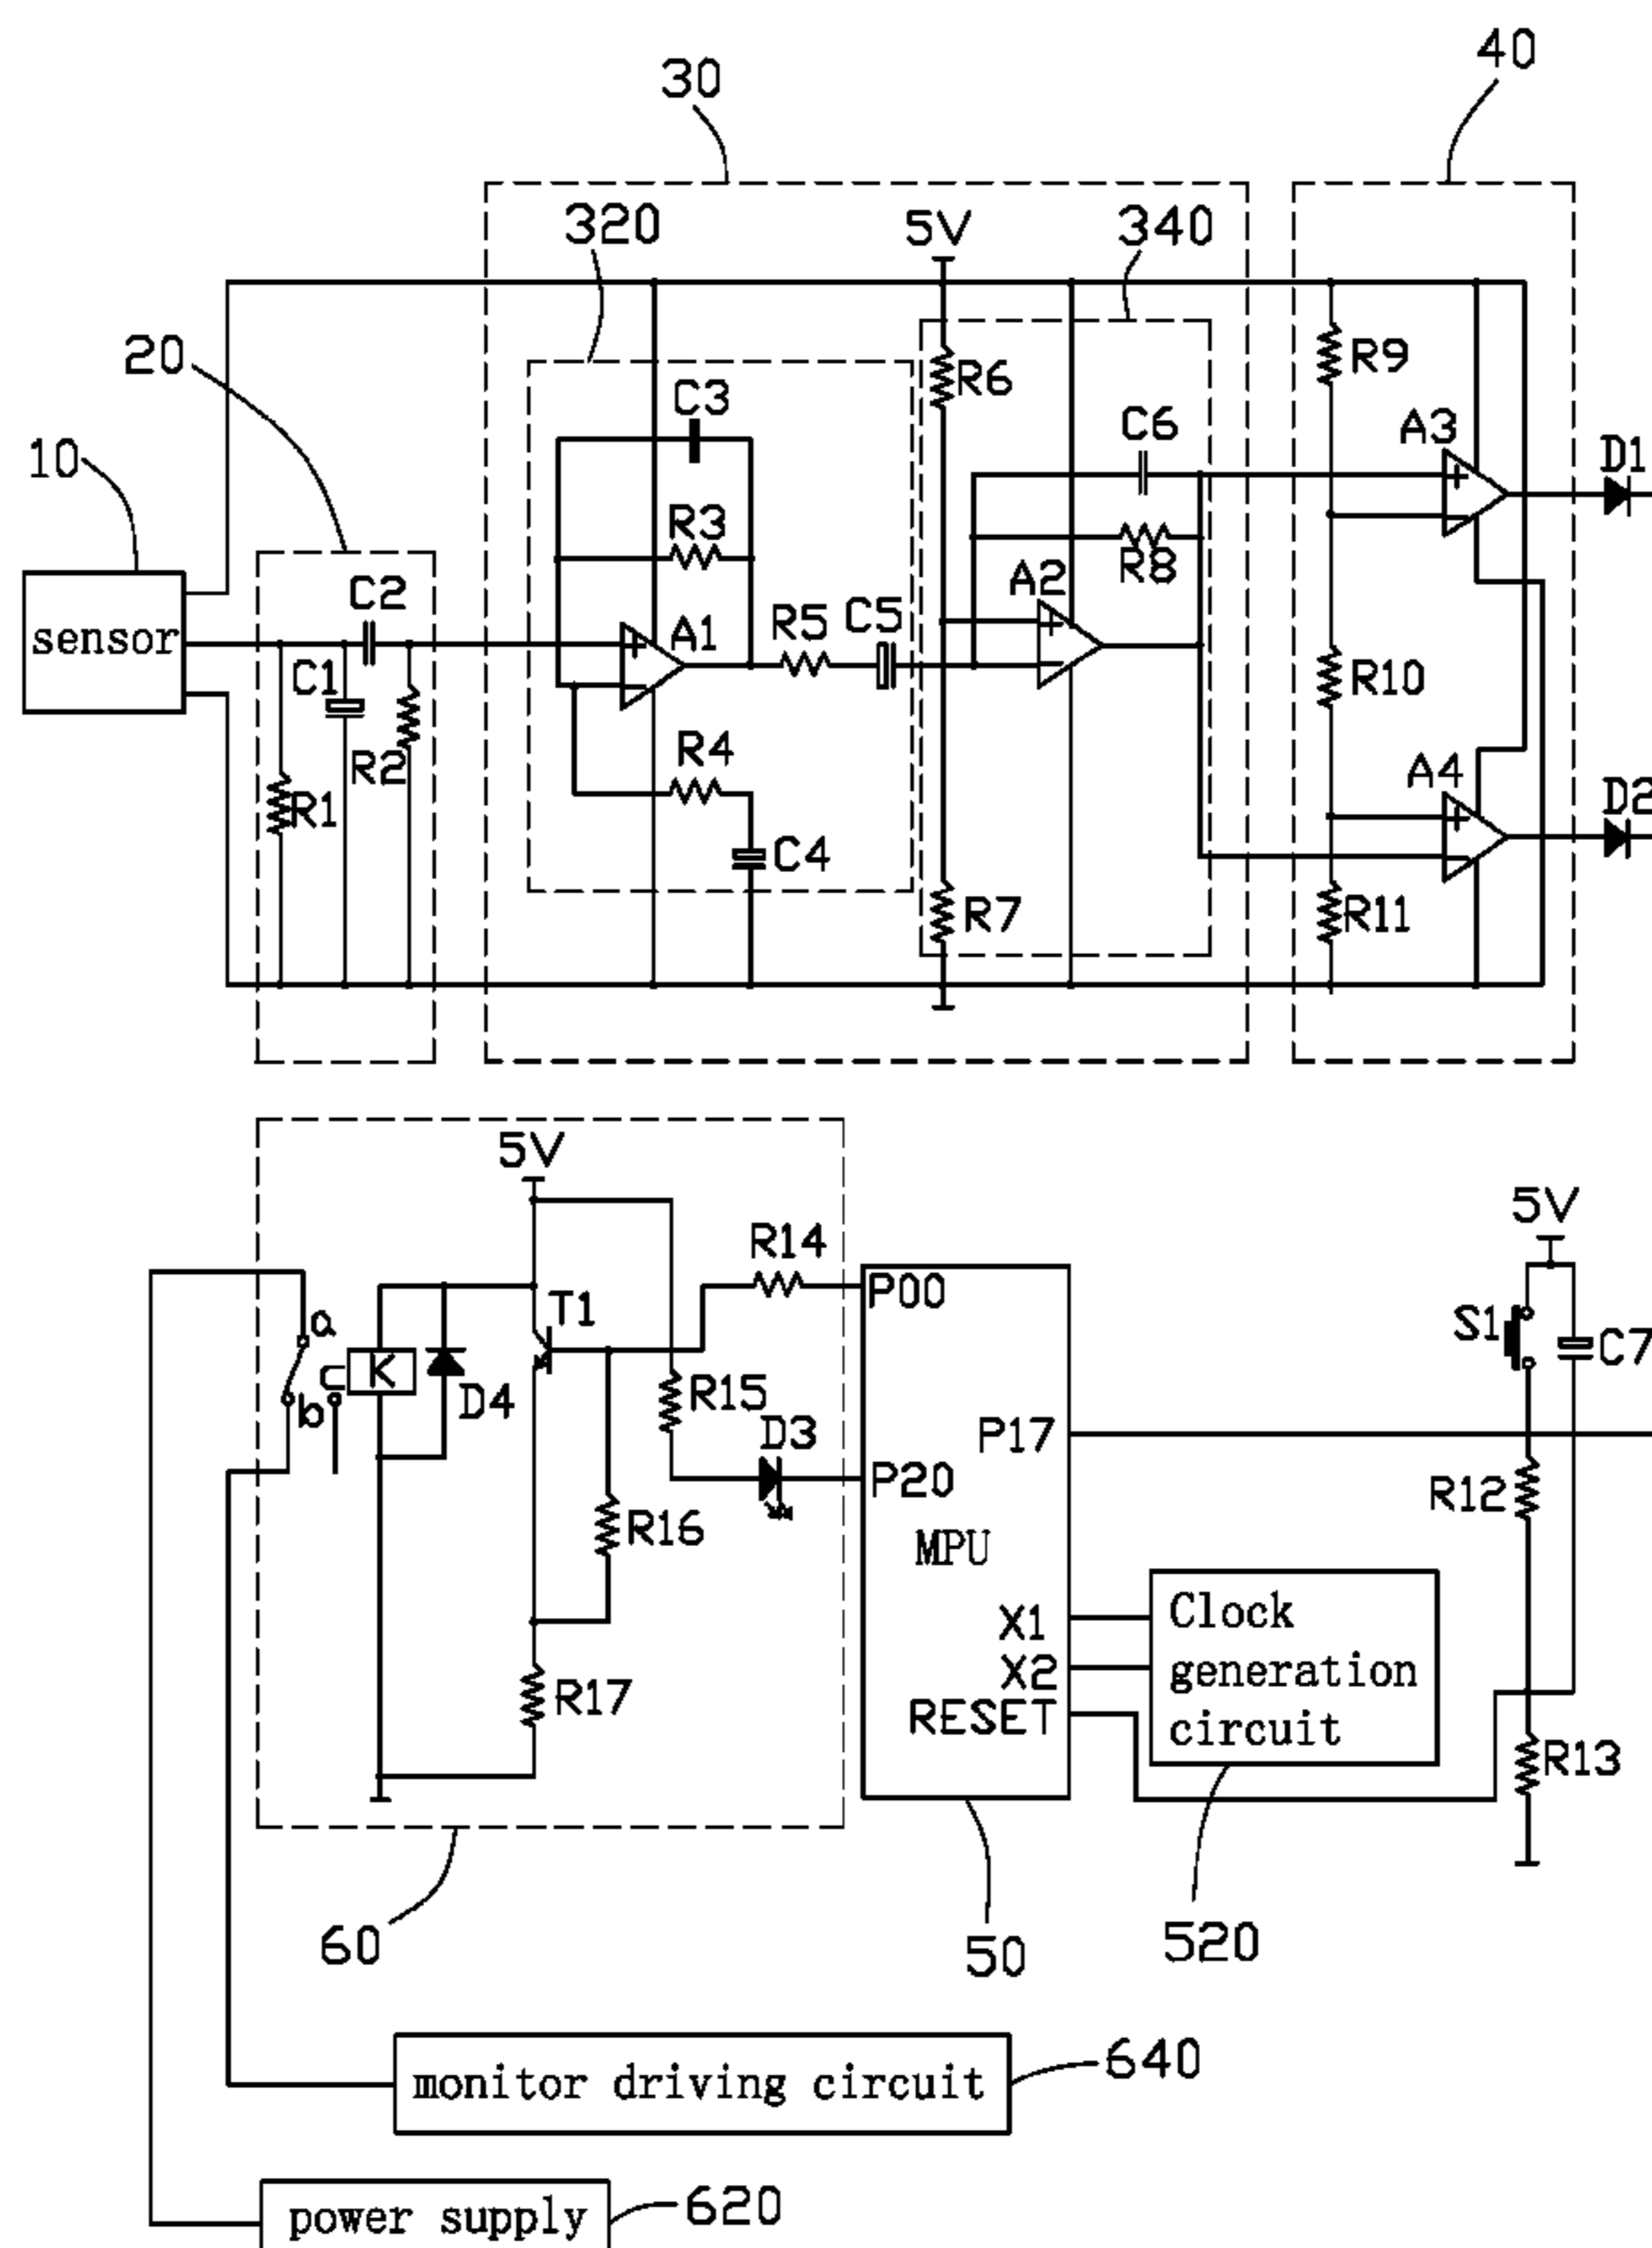 40
30
320
5V
340
20
R6
R9
C3
C6
A3
D1
10
R3
R8
C2
A2
sensor
A1
R5
C5
+
−
+
−
+
−
C1
R10
R4
R2
A4
D2
R1
C4
+
−
R7
R11
5V
5V
R14
P00
T1
a
S1
C7
c
K
b
D4
R15
D3
P17
P20
R12
R16
MPU
X1
Clock
X2
generation
R17
RESET
circuit
R13
60
50
520
monitor driving circuit
640
power supply
620